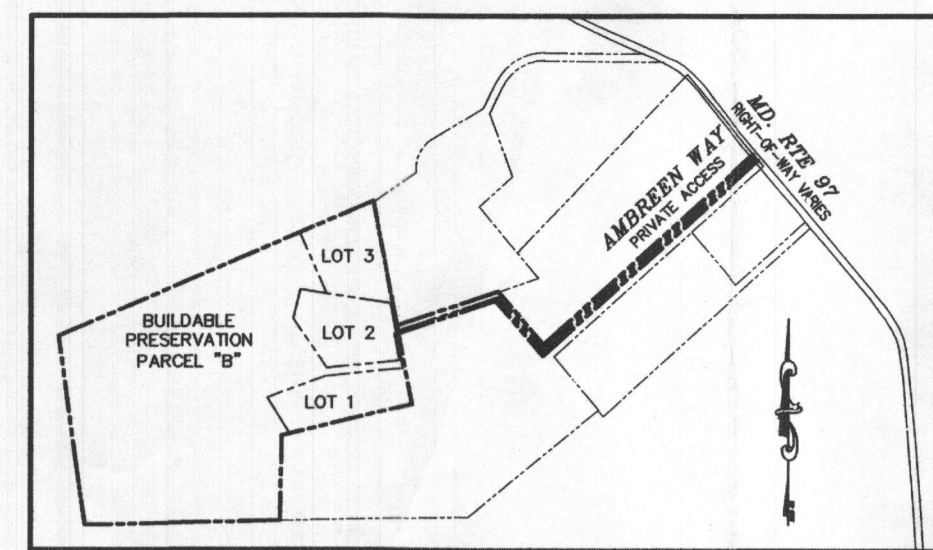 MD. RTE 97
RIGHT-OF-WAY VARIES
AMBREEN WAY
PRIVATE ACCESS
LOT 3
BUILDABLE
PRESERVATION
PARCEL "B"
LOT 2
LOT 1